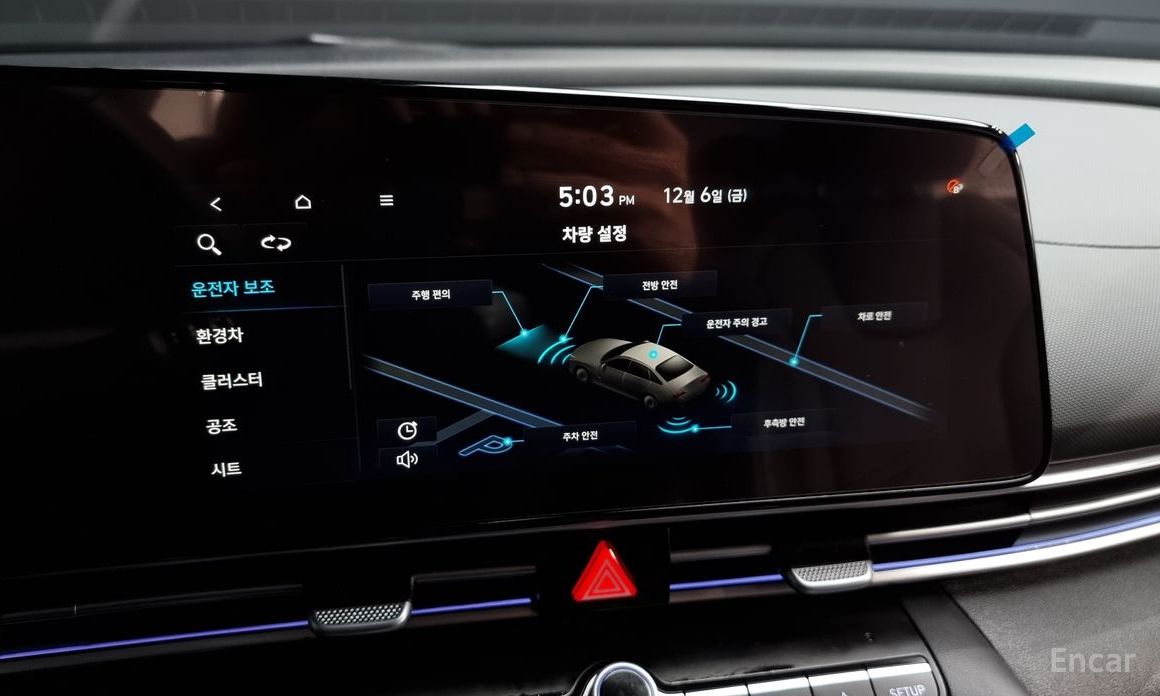 5:03 PM 12월 6일 (금)
차량 설정
운전자 보조
환경차
클러스터
공조
시트
주행 편의
전방 안전
운전자 주의 경고
차로 안전
주차 안전
후측방 안전
SETUP
Encar